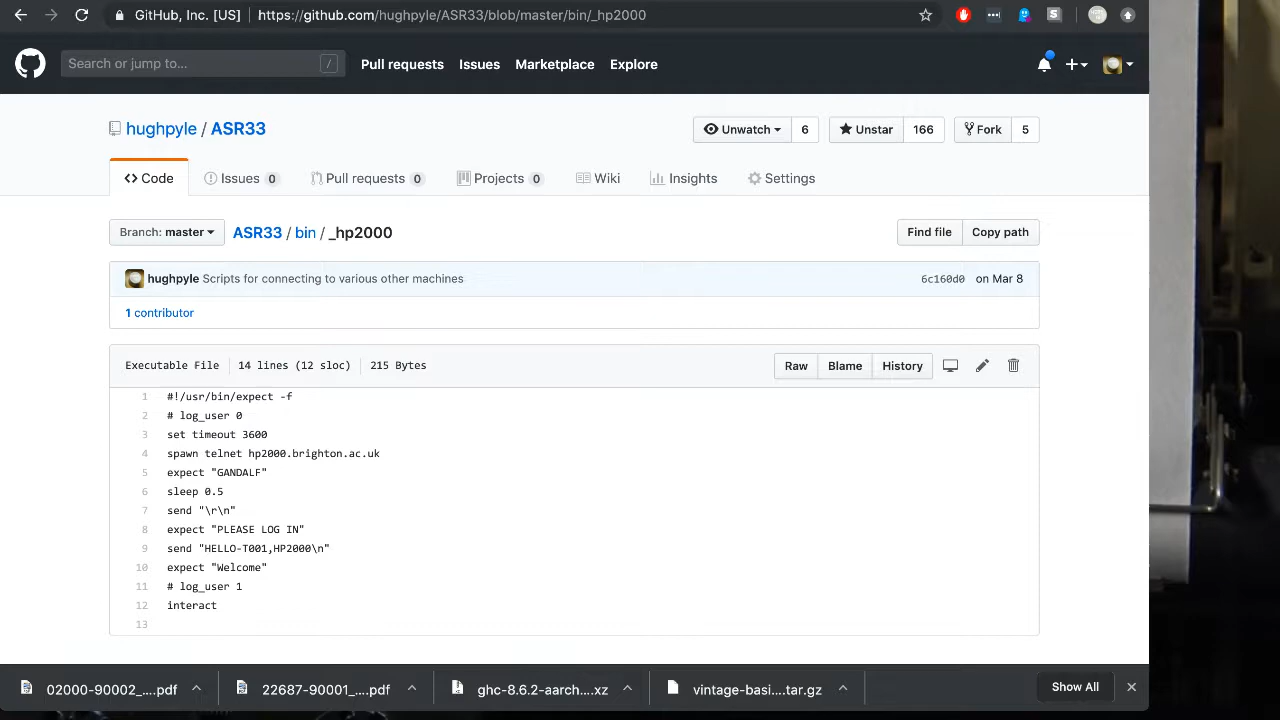 GitHub, Inc. [US] | https://github.com/hughpyle/ASR33/blob/master/bin/_hp2000
S
Search or jump to... /
Pull requests Issues Marketplace Explore
hughpyle / ASR33
Unwatch 6 Unstar 166 Fork 5
Code Issues 0 Pull requests 0 Projects 0 Wiki Insights Settings
Branch: master ASR33 / bin / _hp2000 Find file Copy path
hughpyle Scripts for connecting to various other machines 6c160d0 on Mar 8
1 contributor
Executable File 14 lines (12 sloc) 215 Bytes Raw Blame History
1 #!/usr/bin/expect -f
2 # log_user 0
3 set timeout 3600
4 spawn telnet hp2000.brighton.ac.uk
5 expect "GANDALF"
6 sleep 0.5
7 send "\r\n"
8 expect "PLEASE LOG IN"
9 send "HELLO-T001,HP2000\n"
10 expect "Welcome"
11 # log_user 1
12 interact
13
02000-90002_....pdf 22687-90001_....pdf ghc-8.6.2-aarch....xz vintage-basi....tar.gz Show All